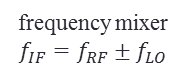 frequency mixer
f_IF = f_RF ± f_LO